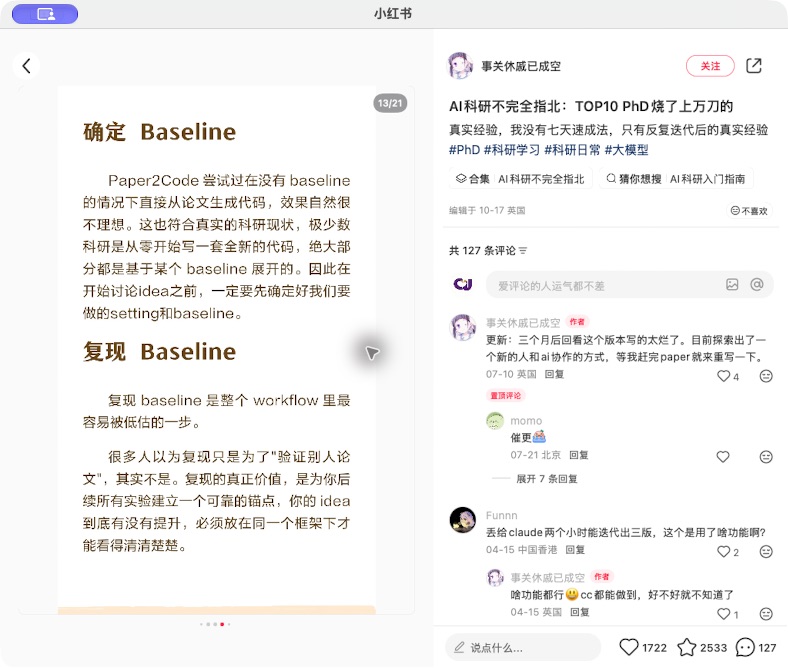 小红书
13/21
确定 Baseline
Paper2Code 尝试过在没有 baseline
的情况下直接从论文生成代码，效果自然很
不理想。这也符合真实的科研现状，极少数
科研是从零开始写一套全新的代码，绝大部
分都是基于某个 baseline 展开的。因此在
开始讨论idea之前，一定要先确定好我们要
做的setting和baseline。
复现 Baseline
复现 baseline 是整个 workflow 里最
容易被低估的一步。
很多人以为复现只是为了"验证别人论
文"，其实不是。复现的真正价值，是为你后
续所有实验建立一个可靠的锚点，你的 idea
到底有没有提升，必须放在同一个框架下才
能看得清清楚楚。
事关休戚已成空
关注
AI科研不完全指北：TOP10 PhD烧了上万刀的
真实经验，我没有七天速成法，只有反复迭代后的真实经验
#PhD #科研学习 #科研日常 #大模型
合集 AI科研不完全指北 猜你想搜 AI科研入门指南
编辑于 10-17 英国 不喜欢
共 127 条评论
CJ 爱评论的人运气都不差
事关休戚已成空 作者
更新：三个月后回看这个版本写的太烂了。目前探索出了一
个新的人和ai协作的方式，等我赶完paper就来重写一下。
07-10 英国 回复 4
置顶评论
momo
催更
07-21 北京 回复
展开 7 条回复
Funnn
丢给claude两个小时能迭代出三版，这个是用了啥功能啊？
04-15 中国香港 回复 2
事关休戚已成空 作者
啥功能都行😃cc都能做到，好不好就不知道了
04-15 英国 回复 1
说点什么... 1722 2533 127